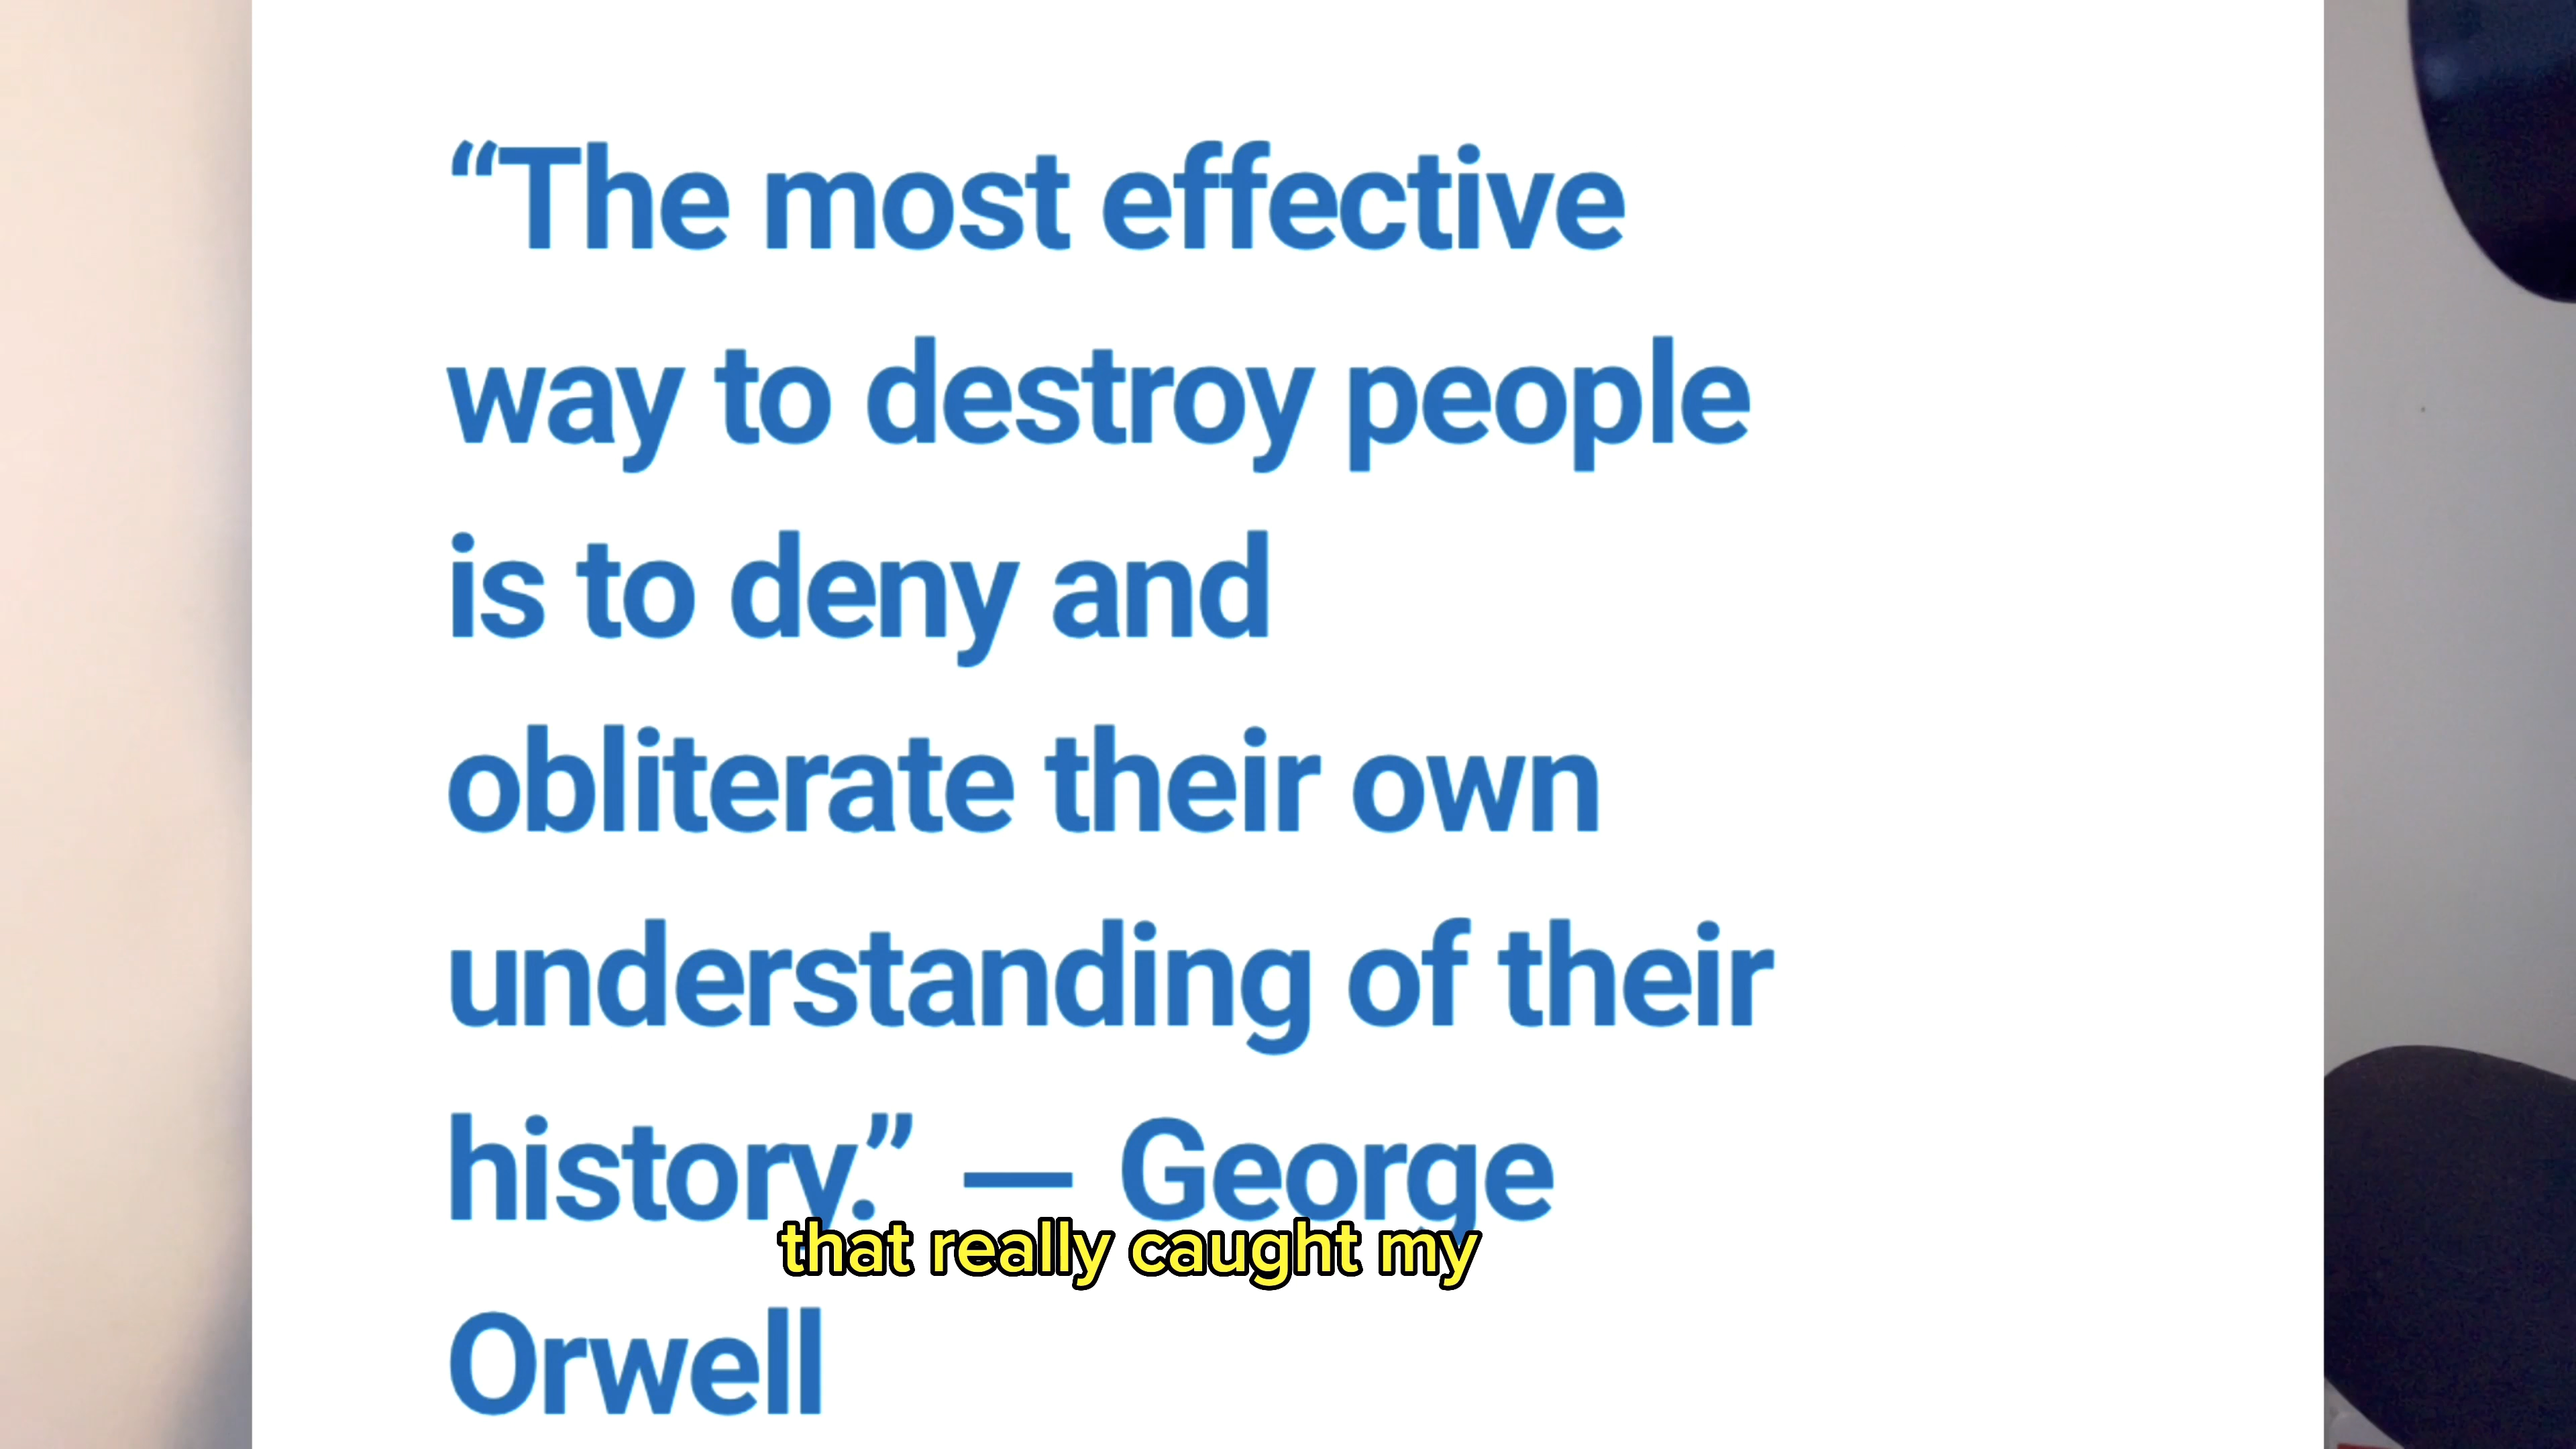 “The most effective
way to destroy people
is to deny and
obliterate their own
understanding of their
history.” — George
that really caught my
Orwell